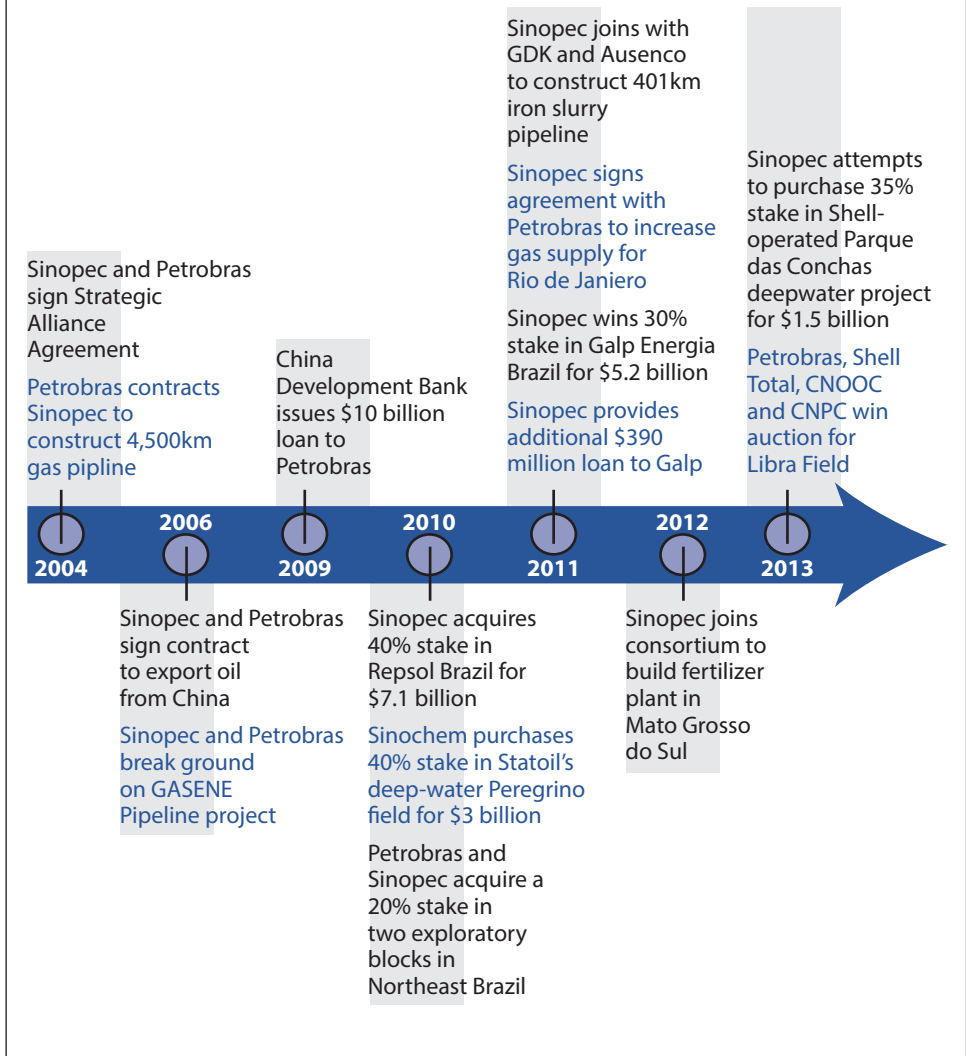 Sinopec and Petrobras
sign Strategic
Alliance
Agreement
Petrobras contracts
Sinopec to
construct 4,500km
gas pipline
2004
2006
Sinopec and Petrobras
sign contract
to export oil
from China
Sinopec and Petrobras
break ground
on GASENE
Pipeline project
China
Development Bank
issues $10 billion
loan to
Petrobras
2009
2010
Sinopec acquires
40% stake in
Repsol Brazil for
$7.1 billion
Sinochem purchases
40% stake in Statoil’s
deep-water Peregrino
field for $3 billion
Petrobras and
Sinopec acquire a
20% stake in
two exploratory
blocks in
Northeast Brazil
Sinopec joins with
GDK and Ausenco
to construct 401km
iron slurry
pipeline
Sinopec signs
agreement with
Petrobras to increase
gas supply for
Rio de Janiero
Sinopec wins 30%
stake in Galp Energia
Brazil for $5.2 billion
Sinopec provides
additional $390
million loan to Galp
2011
2012
Sinopec joins
consortium to
build fertilizer
plant in
Mato Grosso
do Sul
Sinopec attempts
to purchase 35%
stake in Shell-
operated Parque
das Conchas
deepwater project
for $1.5 billion
Petrobras, Shell
Total, CNOOC
and CNPC win
auction for
Libra Field
2013